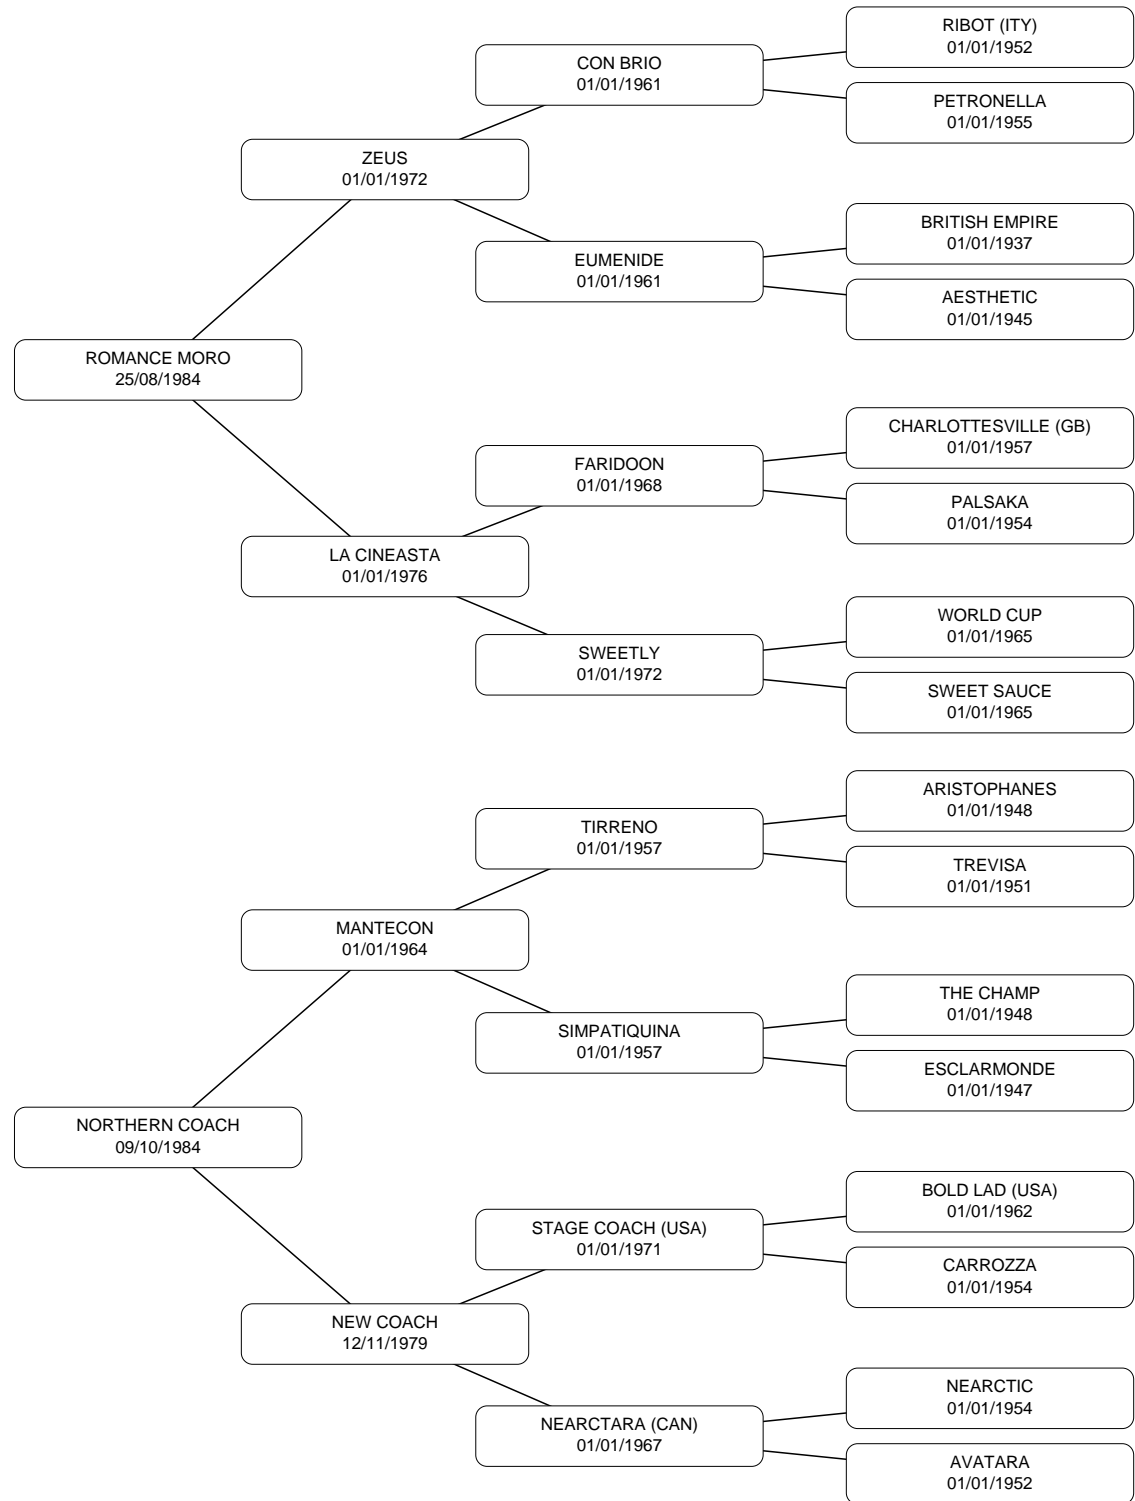 RIBOT (ITY)
01/01/1952
CON BRIO
01/01/1961
PETRONELLA
01/01/1955
ZEUS
01/01/1972
BRITISH EMPIRE
01/01/1937
EUMENIDE
01/01/1961
AESTHETIC
01/01/1945
ROMANCE MORO
25/08/1984
CHARLOTTESVILLE (GB)
01/01/1957
FARIDOON
01/01/1968
PALSAKA
01/01/1954
LA CINEASTA
01/01/1976
WORLD CUP
01/01/1965
SWEETLY
01/01/1972
SWEET SAUCE
01/01/1965
ARISTOPHANES
01/01/1948
TIRRENO
01/01/1957
TREVISA
01/01/1951
MANTECON
01/01/1964
THE CHAMP
01/01/1948
SIMPATIQUINA
01/01/1957
ESCLARMONDE
01/01/1947
NORTHERN COACH
09/10/1984
BOLD LAD (USA)
01/01/1962
STAGE COACH (USA)
01/01/1971
CARROZZA
01/01/1954
NEW COACH
12/11/1979
NEARCTIC
01/01/1954
NEARCTARA (CAN)
01/01/1967
AVATARA
01/01/1952